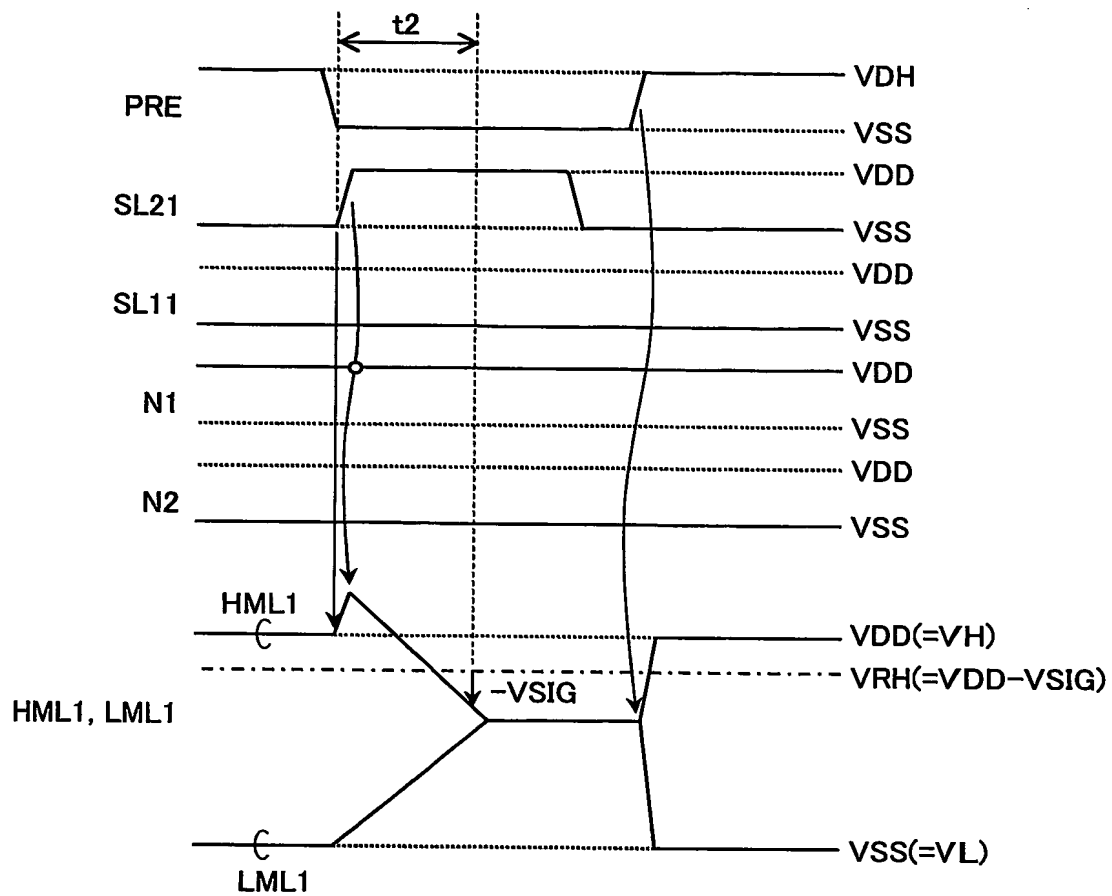 t2
PRE
VDH
VSS
SL21
VDD
VSS
SL11
VDD
VSS
N1
VDD
VSS
N2
VDD
VSS
HML1
VDD(=VH)
VRH(=VDD-VSIG)
-VSIG
HML1, LML1
VSS(=VL)
LML1